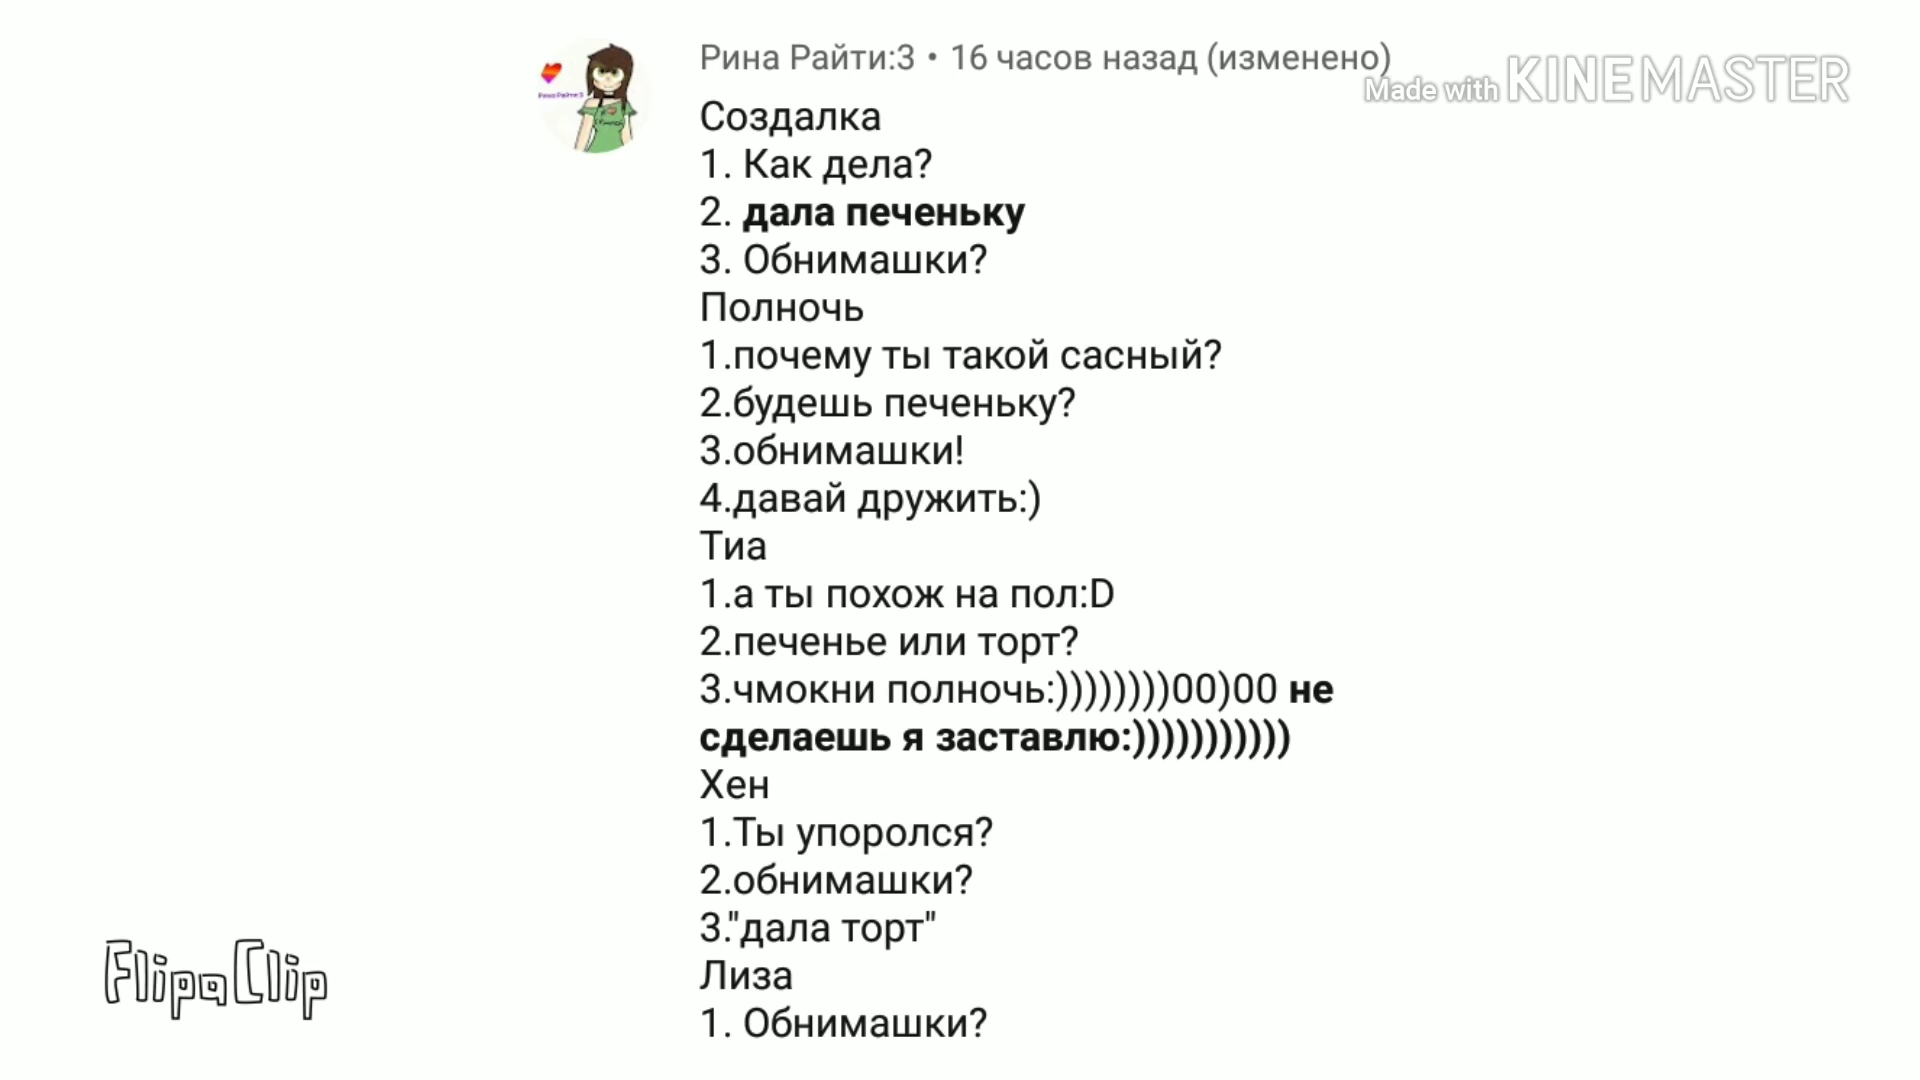 Рина Райти:3 • 16 часов назад (изменено)
Made with KINEMASTER
Рина Райти:3
Создалка
1. Как дела?
2. дала печеньку
3. Обнимашки?
Полночь
1.почему ты такой сасный?
2.будешь печеньку?
3.обнимашки!
4.давай дружить:)
Тиа
1.а ты похож на пол:D
2.печенье или торт?
3.чмокни полночь:))))))))00)00 не
сделаешь я заставлю:)))))))))))
Хен
1.Ты упоролся?
2.обнимашки?
3."дала торт"
Лиза
1. Обнимашки?
FlipaClip